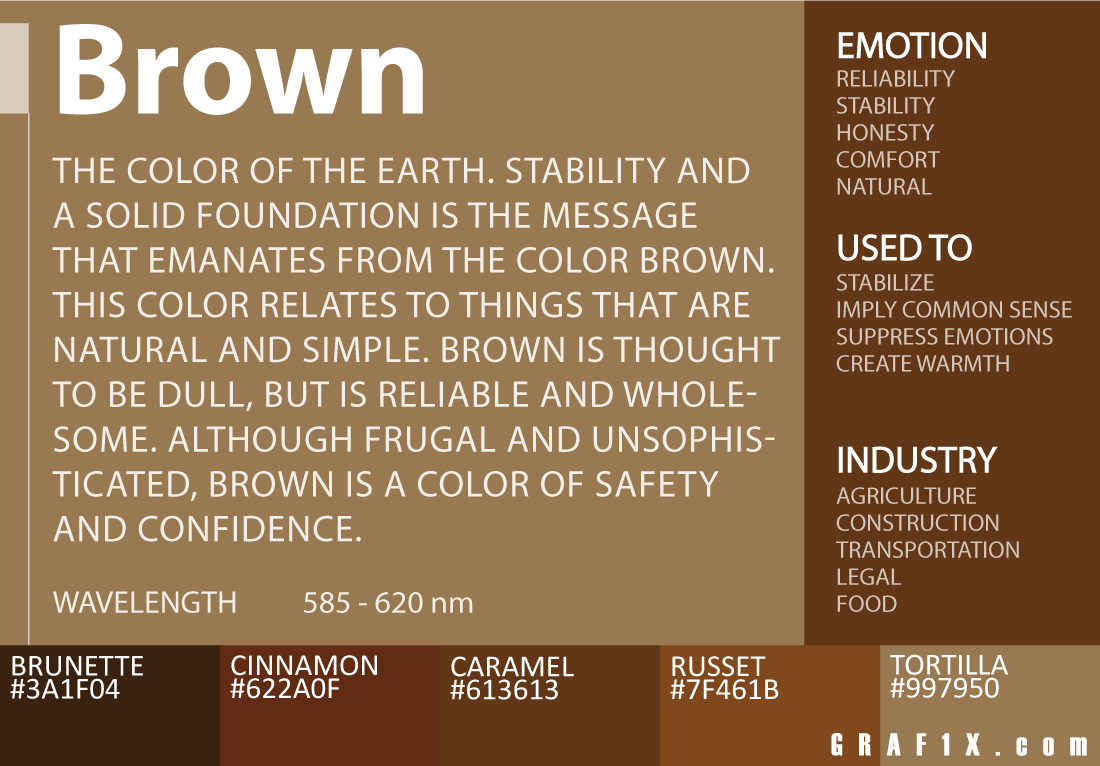 Brown
THE COLOR OF THE EARTH. STABILITY AND
A SOLID FOUNDATION IS THE MESSAGE
THAT EMANATES FROM THE COLOR BROWN.
THIS COLOR RELATES TO THINGS THAT ARE
NATURAL AND SIMPLE. BROWN IS THOUGHT
TO BE DULL, BUT IS RELIABLE AND WHOLE-
SOME. ALTHOUGH FRUGAL AND UNSOPHIS-
TICATED, BROWN IS A COLOR OF SAFETY
AND CONFIDENCE.
WAVELENGTH 585 - 620 nm
EMOTION
RELIABILITY
STABILITY
HONESTY
COMFORT
NATURAL
USED TO
STABILIZE
IMPLY COMMON SENSE
SUPPRESS EMOTIONS
CREATE WARMTH
INDUSTRY
AGRICULTURE
CONSTRUCTION
TRANSPORTATION
LEGAL
FOOD
BRUNETTE
#3A1F04
CINNAMON
#622A0F
CARAMEL
#613613
RUSSET
#7F461B
TORTILLA
#997950
GRAF1X.com